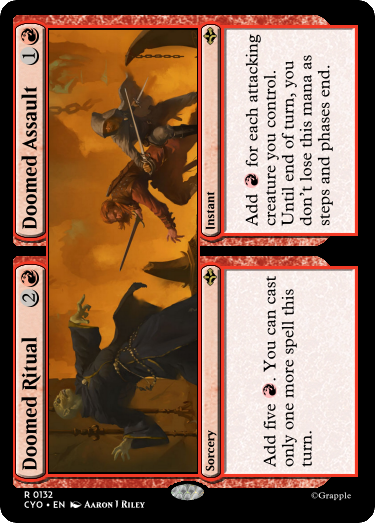 Doomed Ritual 2
Sorcery
Add five . You can cast
only one more spell this
turn.
Doomed Assault 1
Instant
Add for each attacking
creature you control.
Until end of turn, you
don't lose this mana as
steps and phases end.
R 0132
CYO • EN Aaron J Riley
©Grapple